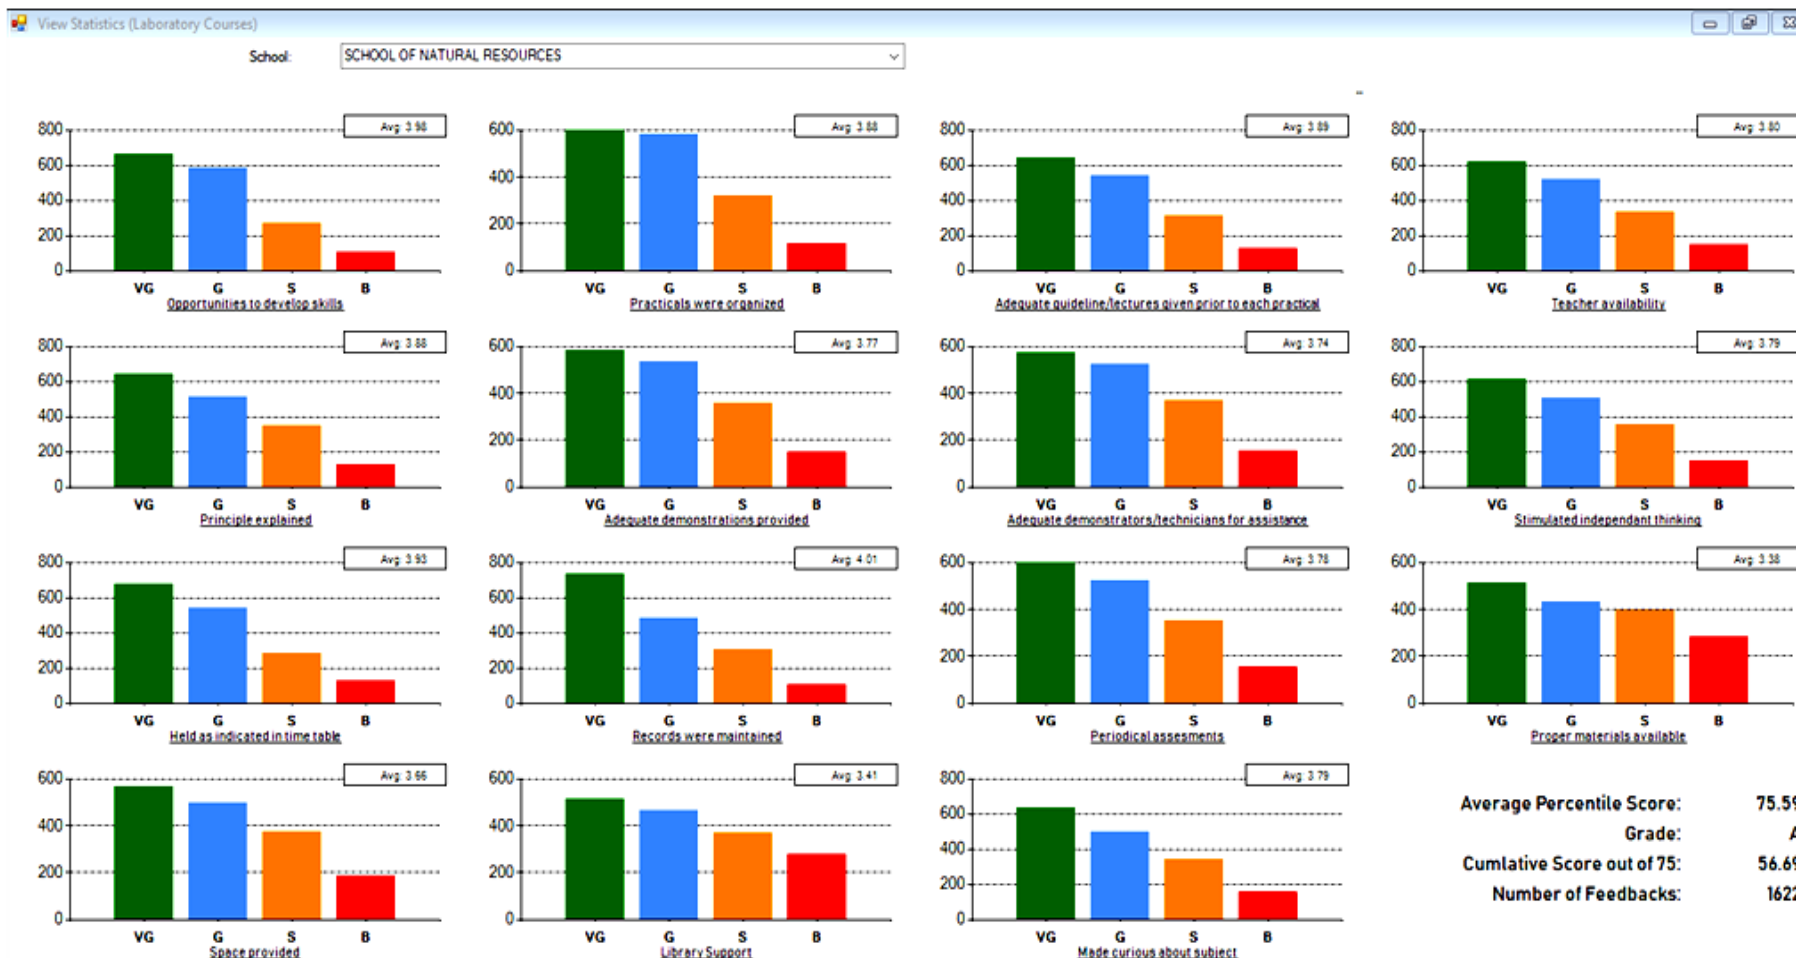 View Statistics (Laboratory Courses)
School: SCHOOL OF NATURAL RESOURCES
800 600 400 200 0
Avg: 3.98
VG G S B
Opportunities to develop skills
600 400 200 0
Avg: 3.88
VG G S B
Practicals were organized
800 600 400 200 0
Avg: 3.89
VG G S B
Adequate guideline/lectures given prior to each practical
800 600 400 200 0
Avg: 3.80
VG G S B
Teacher availability
800 600 400 200 0
Avg: 3.88
VG G S B
Principle explained
600 400 200 0
Avg: 3.77
VG G S B
Adequate demonstrations provided
600 400 200 0
Avg: 3.74
VG G S B
Adequate demonstrators/technicians for assistance
800 600 400 200 0
Avg: 3.79
VG G S B
Stimulated independant thinking
800 600 400 200 0
Avg: 3.93
VG G S B
Held as indicated in time table
800 600 400 200 0
Avg: 4.01
VG G S B
Records were maintained
600 400 200 0
Avg: 3.78
VG G S B
Periodical assesments
600 400 200 0
Avg: 3.38
VG G S B
Proper materials available
600 400 200 0
Avg: 3.66
VG G S B
Space provided
600 400 200 0
Avg: 3.41
VG G S B
Library Support
800 600 400 200 0
Avg: 3.79
VG G S B
Made curious about subject
Average Percentile Score: 75.59
Grade: A
Cumlative Score out of 75: 56.69
Number of Feedbacks: 1622